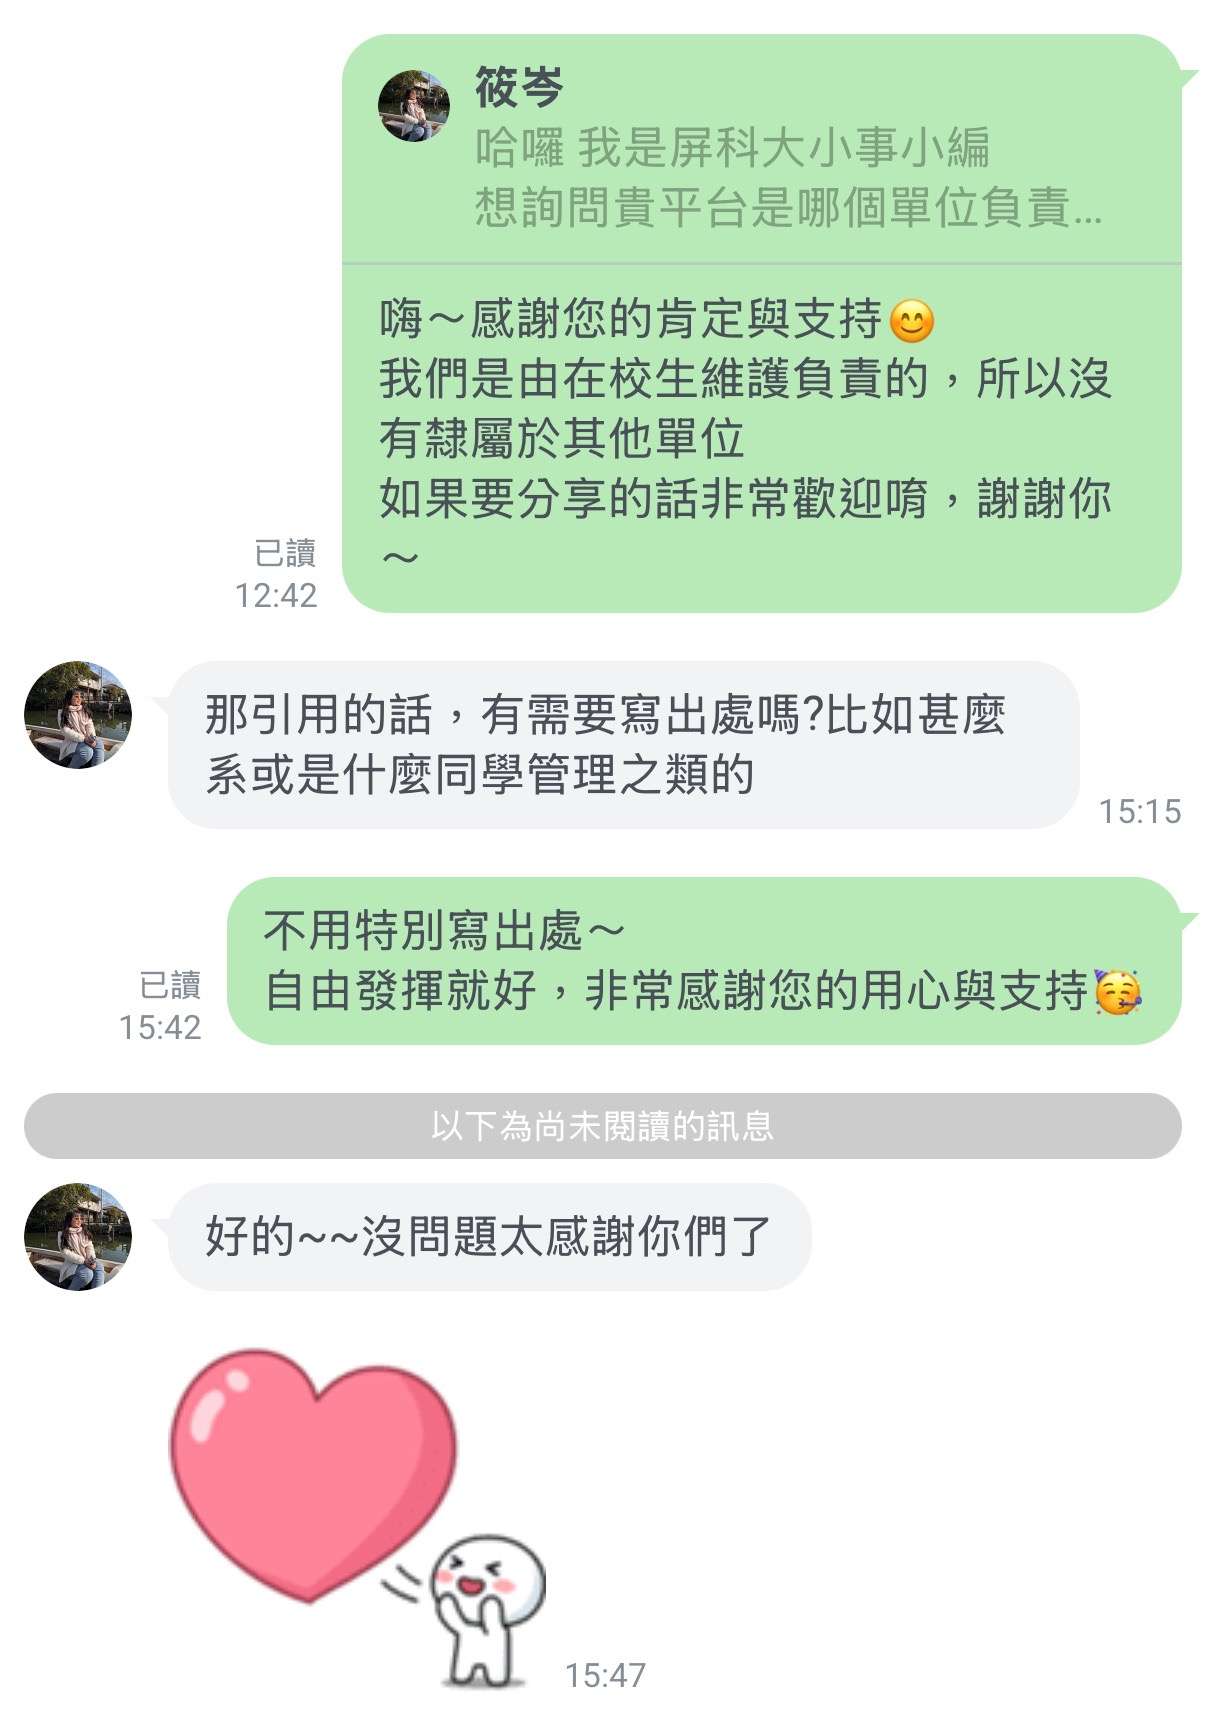 筱岑
哈囉 我是屏科大小事小編
想詢問貴平台是哪個單位負責...
嗨～感謝您的肯定與支持😊
我們是由在校生維護負責的，所以沒
有隸屬於其他單位
如果要分享的話非常歡迎唷，謝謝你
～
已讀
12:42
那引用的話，有需要寫出處嗎?比如甚麼
系或是什麼同學管理之類的
15:15
不用特別寫出處～
自由發揮就好，非常感謝您的用心與支持🥳
已讀
15:42
以下為尚未閱讀的訊息
好的~~沒問題太感謝你們了
15:47